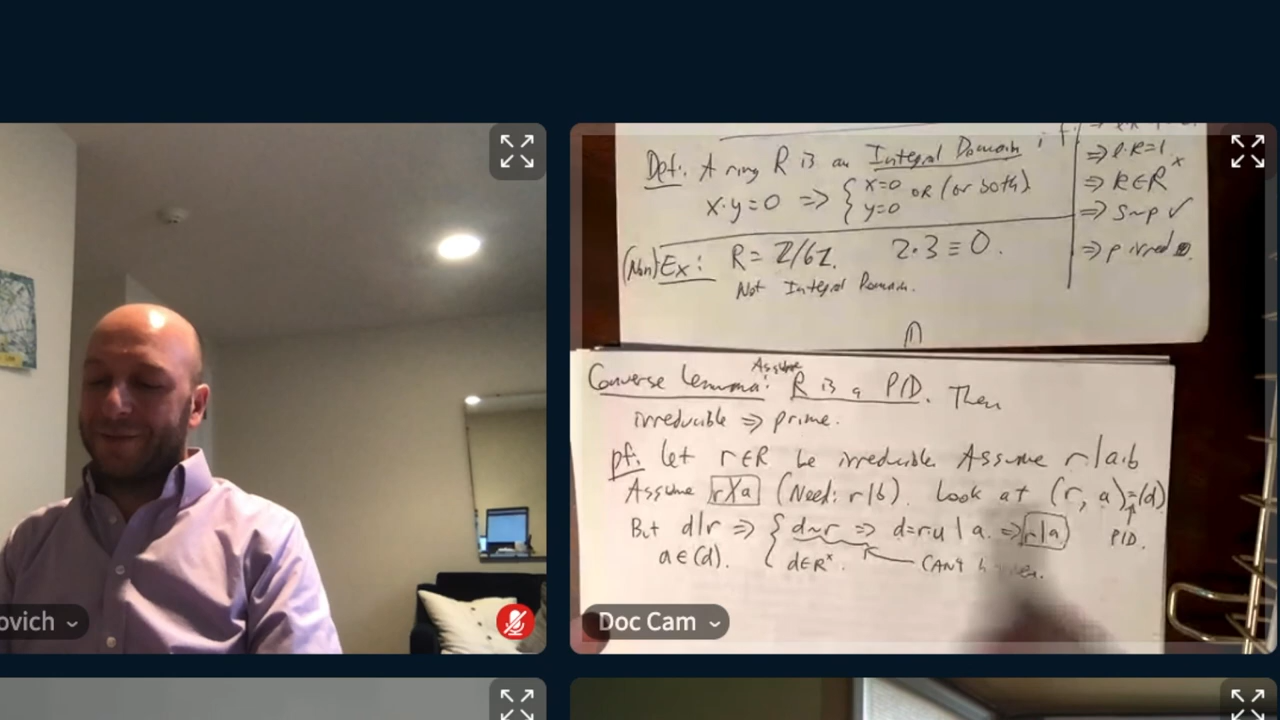 Def: A ring R is an Integral Domain if
x·y=0 => { x=0 OR (or both)
y=0
(Non)Ex: R = Z/6Z. 2·3 ≡ 0.
Not Integral Domain.
=> l·k=1
=> k∈R^x
=> s~p ✓
=> p irred
Converse Lemma: Assume R is a PID. Then
irreducible => prime.
pf: Let r∈R be irreducible. Assume r|a·b
Assume r∤a (Need: r|b). Look at (r, a)=(d)
But d|r => { d~r => d=r·u | a. => r|a PID.
a∈(d). d∈R^x. CAN'T
ovich
Doc Cam